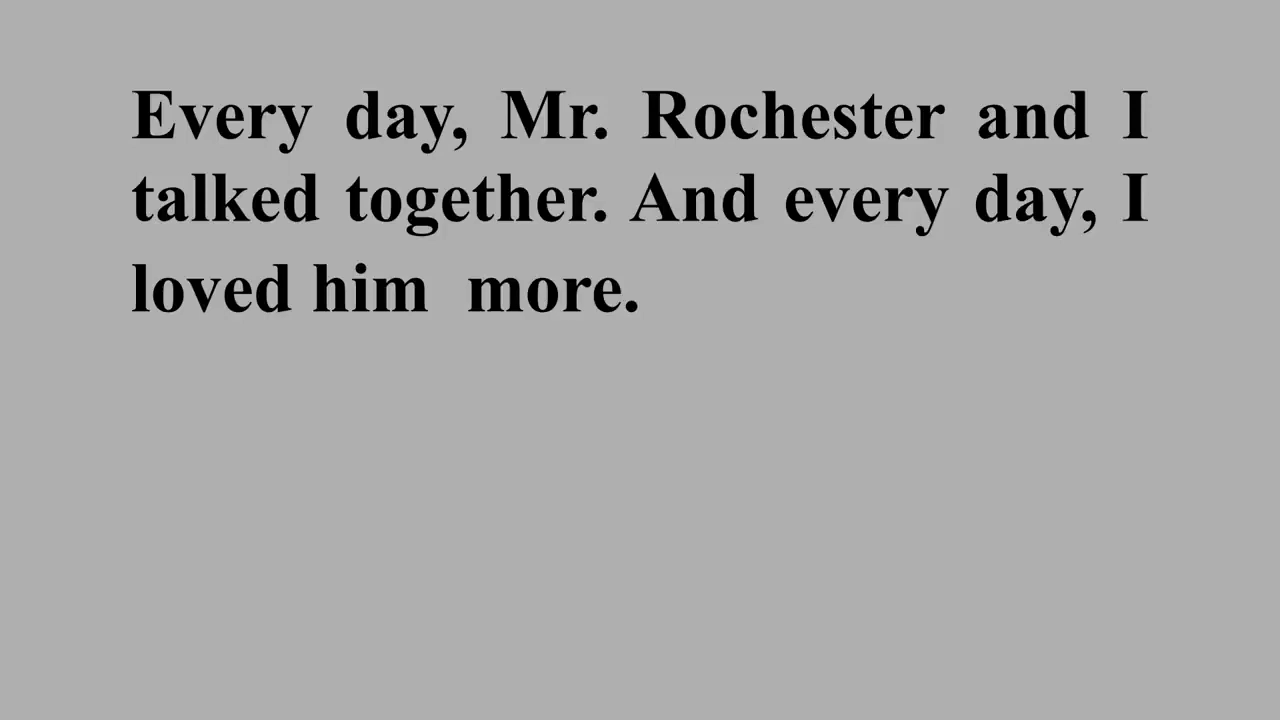 Every day, Mr. Rochester and I
talked together. And every day, I
loved him  more.